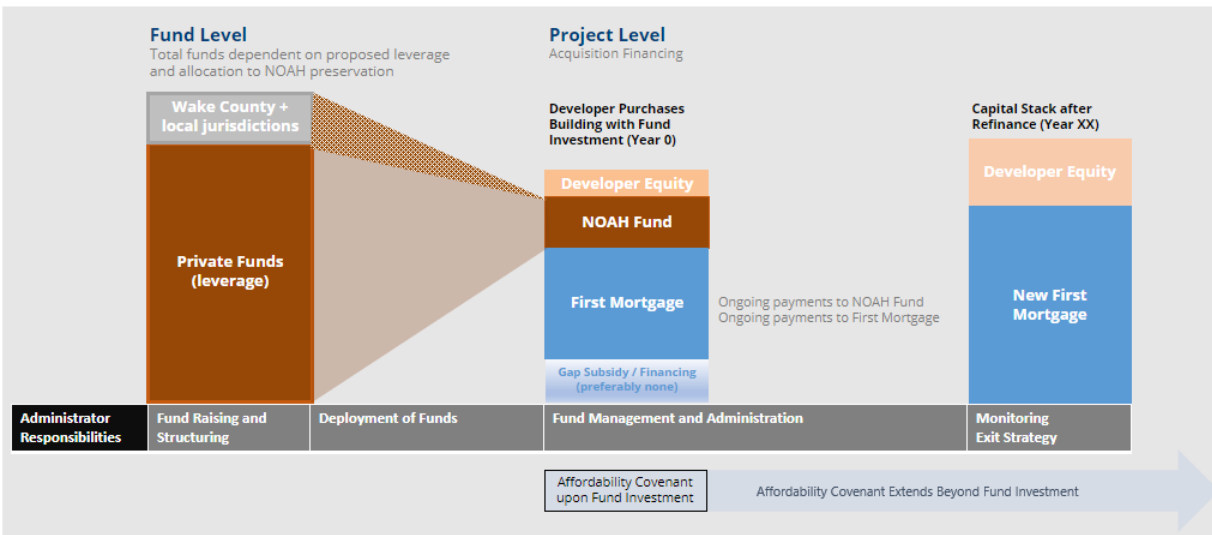 Fund Level
Total funds dependent on proposed leverage
and allocation to NOAH preservation
Project Level
Acquisition Financing
Wake County +
local jurisdictions
Private Funds
(leverage)
Developer Purchases
Building with Fund
Investment (Year 0)
Developer Equity
NOAH Fund
First Mortgage
Gap Subsidy / Financing
(preferably none)
Ongoing payments to NOAH Fund
Ongoing payments to First Mortgage
Capital Stack after
Refinance (Year XX)
Developer Equity
New First
Mortgage
Administrator
Responsibilities
Fund Raising and
Structuring
Deployment of Funds
Fund Management and Administration
Monitoring
Exit Strategy
Affordability Covenant
upon Fund Investment
Affordability Covenant Extends Beyond Fund Investment